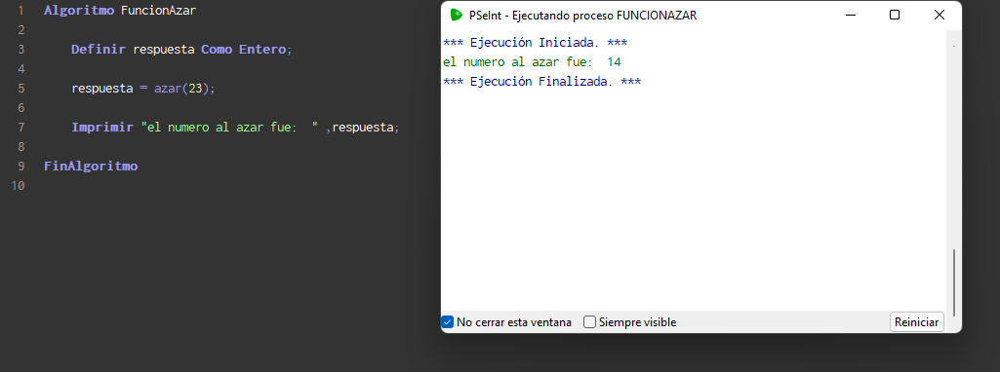 1 Algoritmo FuncionAzar
2
3 Definir respuesta Como Entero;
4
5 respuesta = azar(23);
6
7 Imprimir "el numero al azar fue:  " ,respuesta;
8
9 FinAlgoritmo
10
PSeInt - Ejecutando proceso FUNCIONAZAR
*** Ejecución Iniciada. ***
el numero al azar fue:  14
*** Ejecución Finalizada. ***
No cerrar esta ventana
Siempre visible
Reiniciar